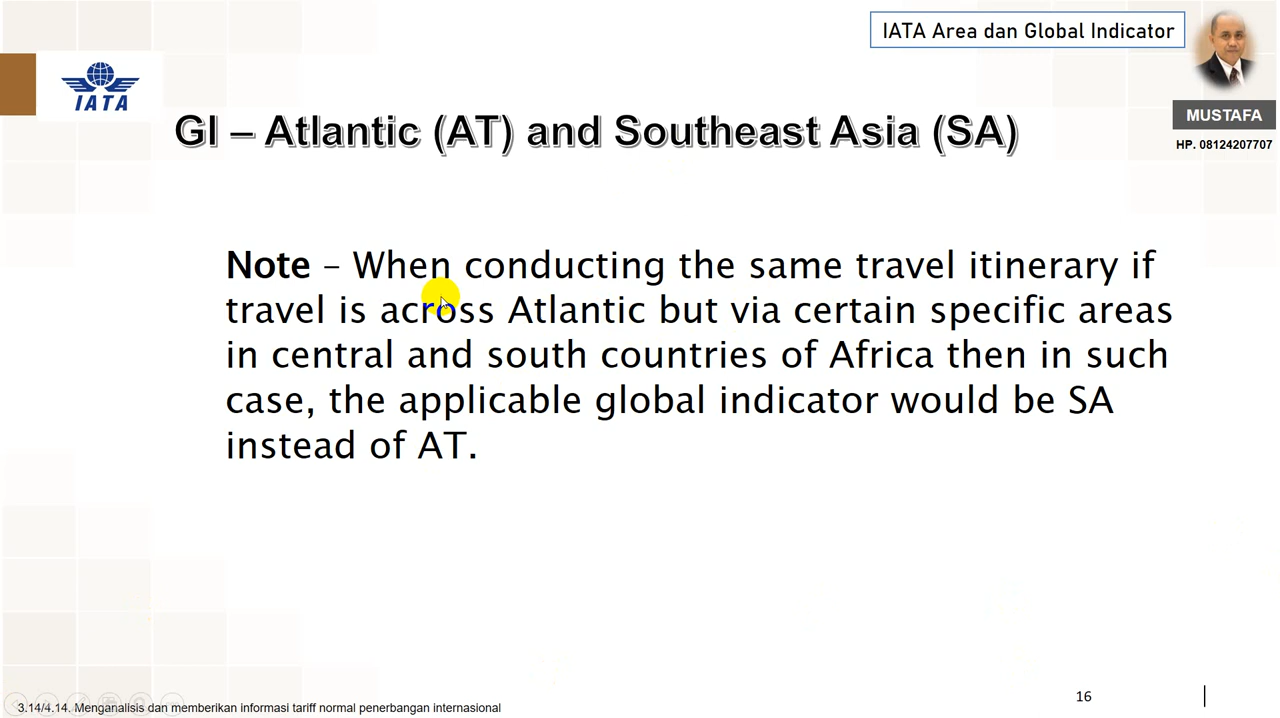 IATA Area dan Global Indicator
IATA
MUSTAFA
HP. 08124207707
GI – Atlantic (AT) and Southeast Asia (SA)
Note – When conducting the same travel itinerary if
travel is across Atlantic but via certain specific areas
in central and south countries of Africa then in such
case, the applicable global indicator would be SA
instead of AT.
3.14/4.14. Menganalisis dan memberikan informasi tariff normal penerbangan internasional
16